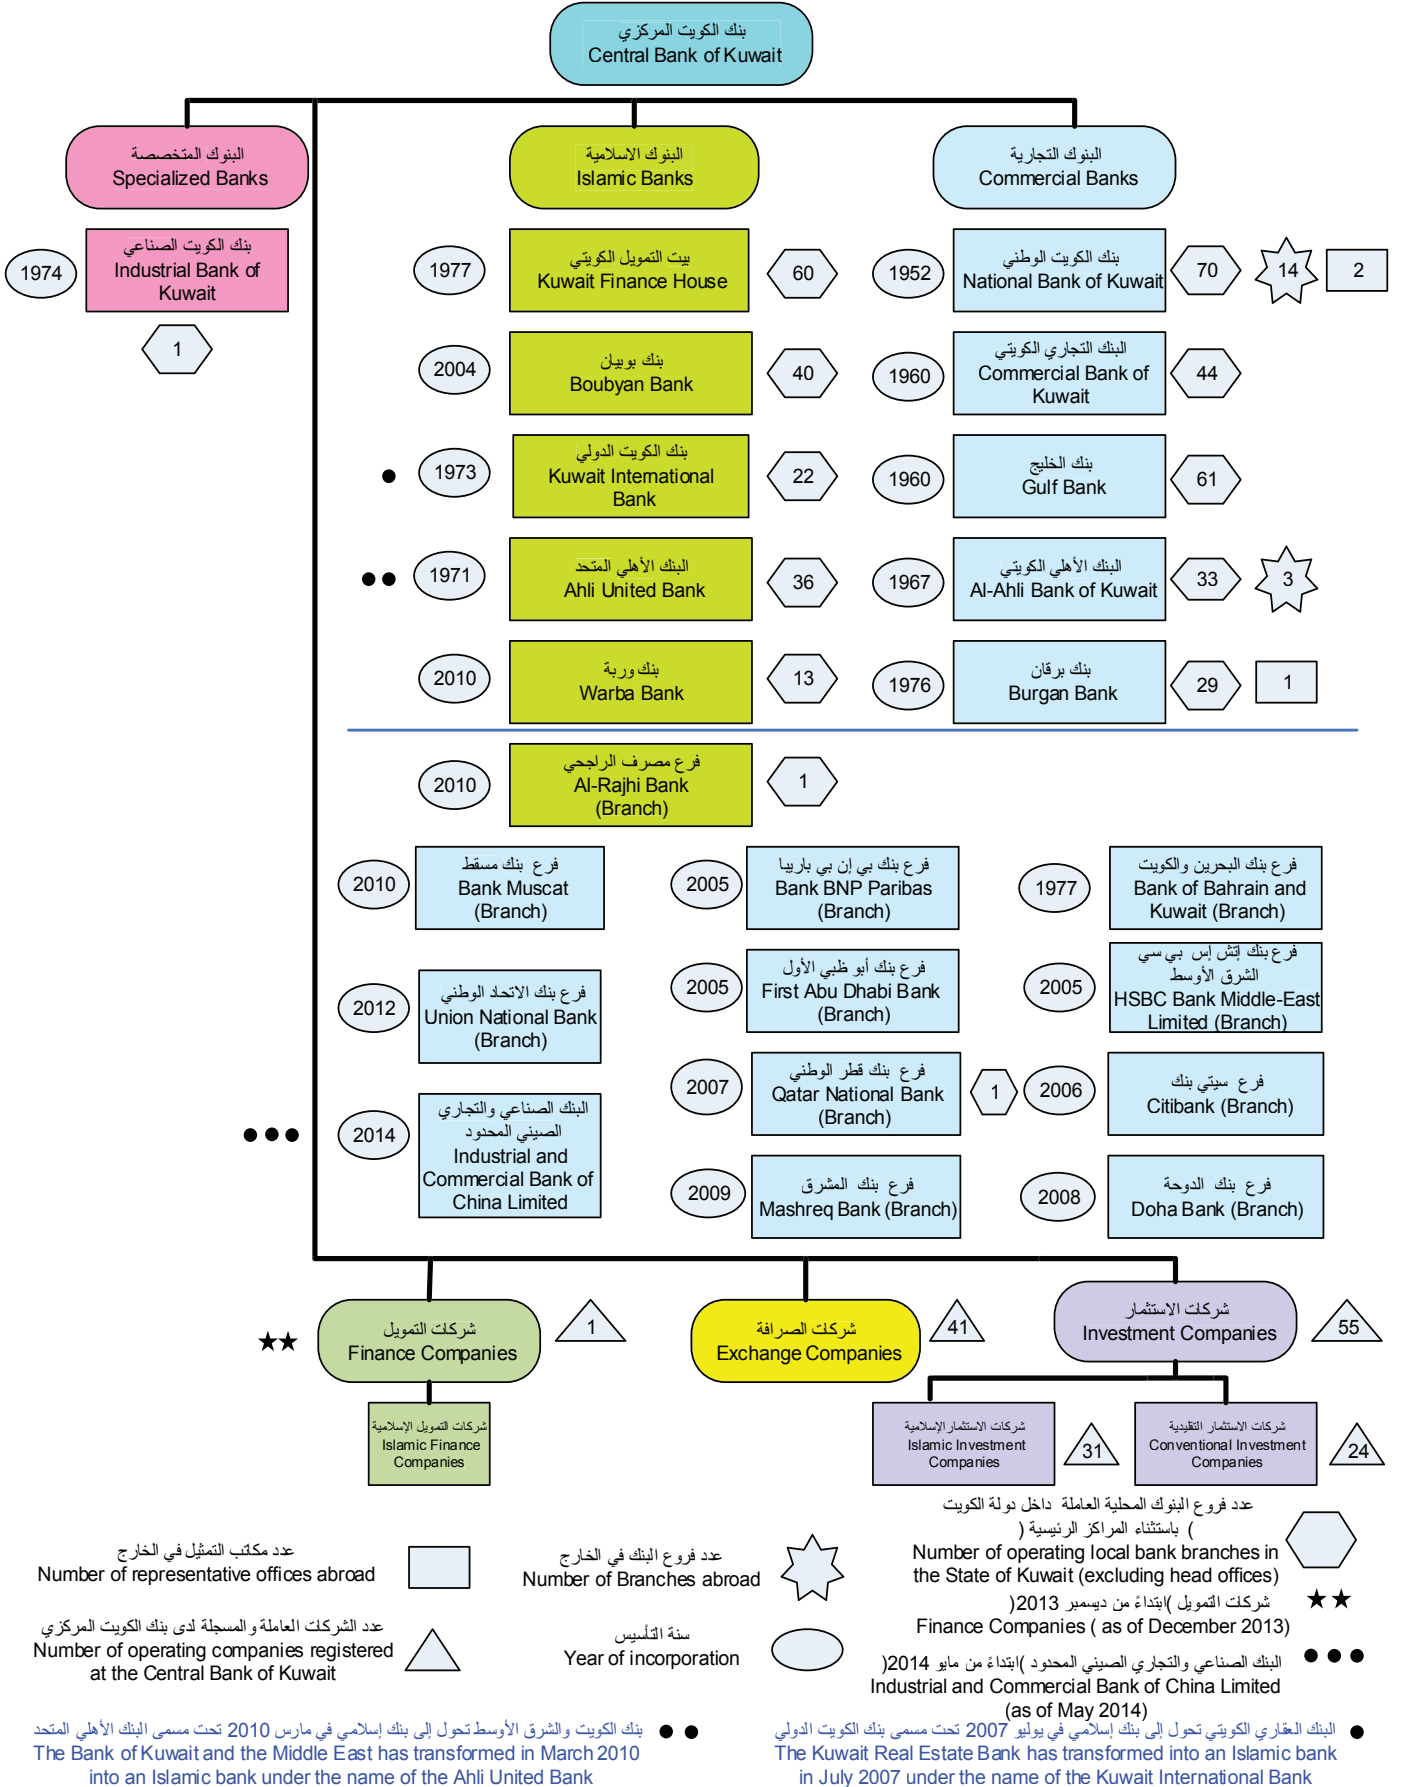 بنك الكويت المركزي
Central Bank of Kuwait
البنوك المتخصصة
Specialized Banks
البنوك الاسلامية
Islamic Banks
البنوك التجارية
Commercial Banks
1974
بنك الكويت الصناعي
Industrial Bank of
Kuwait
1
1977
بيت التمويل الكويتي
Kuwait Finance House
60
1952
بنك الكويت الوطني
National Bank of Kuwait
70
14
2
2004
بنك بوبيان
Boubyan Bank
40
1960
البنك التجاري الكويتي
Commercial Bank of
Kuwait
44
● 1973
بنك الكويت الدولي
Kuwait International
Bank
22
1960
بنك الخليج
Gulf Bank
61
●● 1971
البنك الأهلي المتحد
Ahli United Bank
36
1967
البنك الأهلي الكويتي
Al-Ahli Bank of Kuwait
33
3
2010
بنك وربة
Warba Bank
13
1976
بنك برقان
Burgan Bank
29
1
2010
فرع مصرف الراجحي
Al-Rajhi Bank
(Branch)
1
2010
فرع بنك مسقط
Bank Muscat
(Branch)
2005
فرع بنك بي إن بي باريبا
Bank BNP Paribas
(Branch)
1977
فرع بنك البحرين والكويت
Bank of Bahrain and
Kuwait (Branch)
2012
فرع بنك الاتحاد الوطني
Union National Bank
(Branch)
2005
فرع بنك أبو ظبي الأول
First Abu Dhabi Bank
(Branch)
2005
فرع بنك إتش إس بي سي
الشرق الأوسط
HSBC Bank Middle-East
Limited (Branch)
2007
فرع بنك قطر الوطني
Qatar National Bank
(Branch)
1
2006
فرع سيتي بنك
Citibank (Branch)
●●● 2014
البنك الصناعي والتجاري
الصيني المحدود
Industrial and
Commercial Bank of
China Limited
2009
فرع بنك المشرق
Mashreq Bank (Branch)
2008
فرع بنك الدوحة
Doha Bank (Branch)
★★
شركات التمويل
Finance Companies
1
شركات الصرافة
Exchange Companies
41
شركات الاستثمار
Investment Companies
55
شركات التمويل الإسلامية
Islamic Finance
Companies
شركات الاستثمار الإسلامية
Islamic Investment
Companies
31
شركات الاستثمار التقليدية
Conventional Investment
Companies
24
عدد فروع البنوك المحلية العاملة داخل دولة الكويت
) باستثناء المراكز الرئيسية (
Number of operating local bank branches in
the State of Kuwait (excluding head offices)
عدد فروع البنك في الخارج
Number of Branches abroad
عدد مكاتب التمثيل في الخارج
Number of representative offices abroad
★★ شركات التمويل )ابتداءً من ديسمبر 2013(
Finance Companies ( as of December 2013)
سنة التأسيس
Year of incorporation
عدد الشركات العاملة والمسجلة لدى بنك الكويت المركزي
Number of operating companies registered
at the Central Bank of Kuwait
●●● البنك الصناعي والتجاري الصيني المحدود )ابتداءً من مايو 2014(
Industrial and Commercial Bank of China Limited
(as of May 2014)
● البنك العقاري الكويتي تحول إلى بنك إسلامي في يوليو 2007 تحت مسمى بنك الكويت الدولي
The Kuwait Real Estate Bank has transformed into an Islamic bank
in July 2007 under the name of the Kuwait International Bank
●● بنك الكويت والشرق الأوسط تحول إلى بنك إسلامي في مارس 2010 تحت مسمى البنك الأهلي المتحد
The Bank of Kuwait and the Middle East has transformed in March 2010
into an Islamic bank under the name of the Ahli United Bank